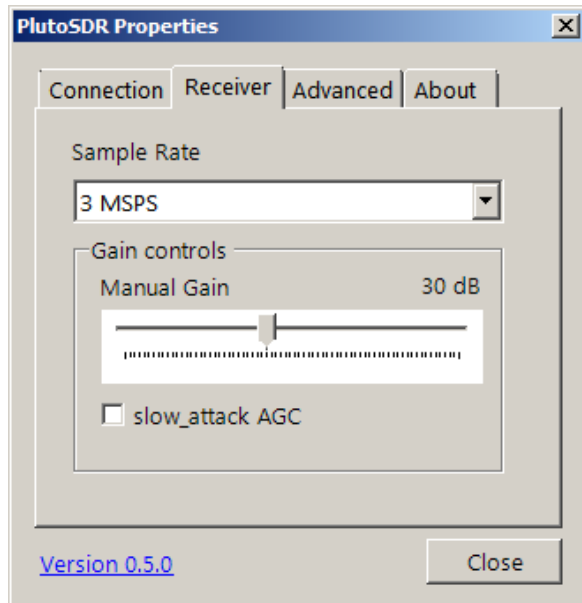 PlutoSDR Properties
Connection Receiver Advanced About
Sample Rate
3 MSPS
Gain controls
Manual Gain 30 dB
slow_attack AGC
Version 0.5.0 Close